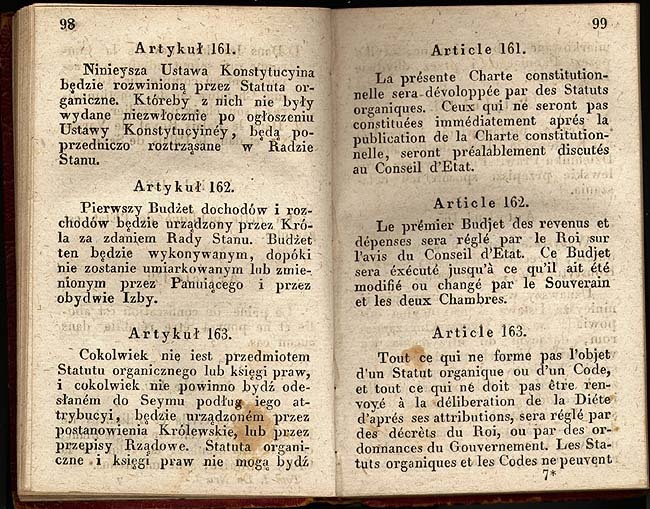 98
Artykuł 161.
Ninieysza Ustawa Konstytucyina
będzie rozwinioną przez Statuta or-
ganiczne. Któreby z nich nie były
wydane niezwłocznie po ogłoszeniu
Ustawy Konstytucyinéy, będą po-
przedniczo roztrząsane w Radzie
Stanu.
Artykuł 162.
Pierwszy Budżet dochodów i roz-
chodów będzie urządzony przez Kró-
la za zdaniem Rady Stanu. Budżet
ten będzie wykonywanym, dopóki
nie zostanie umiarkowanym lub zmie-
nionym przez Panuiącego i przez
obydwie Izby.
Artykuł 163.
Cokolwiek nie iest przedmiotem
Statutu organicznego lub księgi praw,
i cokolwiek nie powinno bydź ode-
słaném do Seymu podług iego at-
trybucyi, będzie urządzoném przez
postanowienia Królewskie, lub przez
przepisy Rządowe. Statuta organi-
czne i księgi praw nie mogą bydź
99
Article 161.
La présente Charte constitution-
nelle sera dévoloppée par des Statuts
organiques. Ceux qui ne seront pas
constituées immédiatement aprés la
publication de la Charte constitution-
nelle, seront préalablement discutés
au Conseil d'Etat.
Article 162.
Le prémier Budjet des revenus et
dépenses sera réglé par le Roi sur
l'avis du Conseil d'Etat. Ce Budjet
sera éxécuté jusqu'à ce qu'il ait été
modifié ou changé par le Souverain
et les deux Chambres.
Article 163.
Tout ce qui ne forme pas l'objet
d'un Statut organique ou d'un Code,
et tout ce qui ne doit pas être ren-
voyé à la déliberation de la Diéte
d'aprés ses attributions, sera réglé par
des décrèts du Roi, ou par des or-
donnances du Gouvernement. Les Sta-
tuts organiques et les Codes ne peuvent
7*